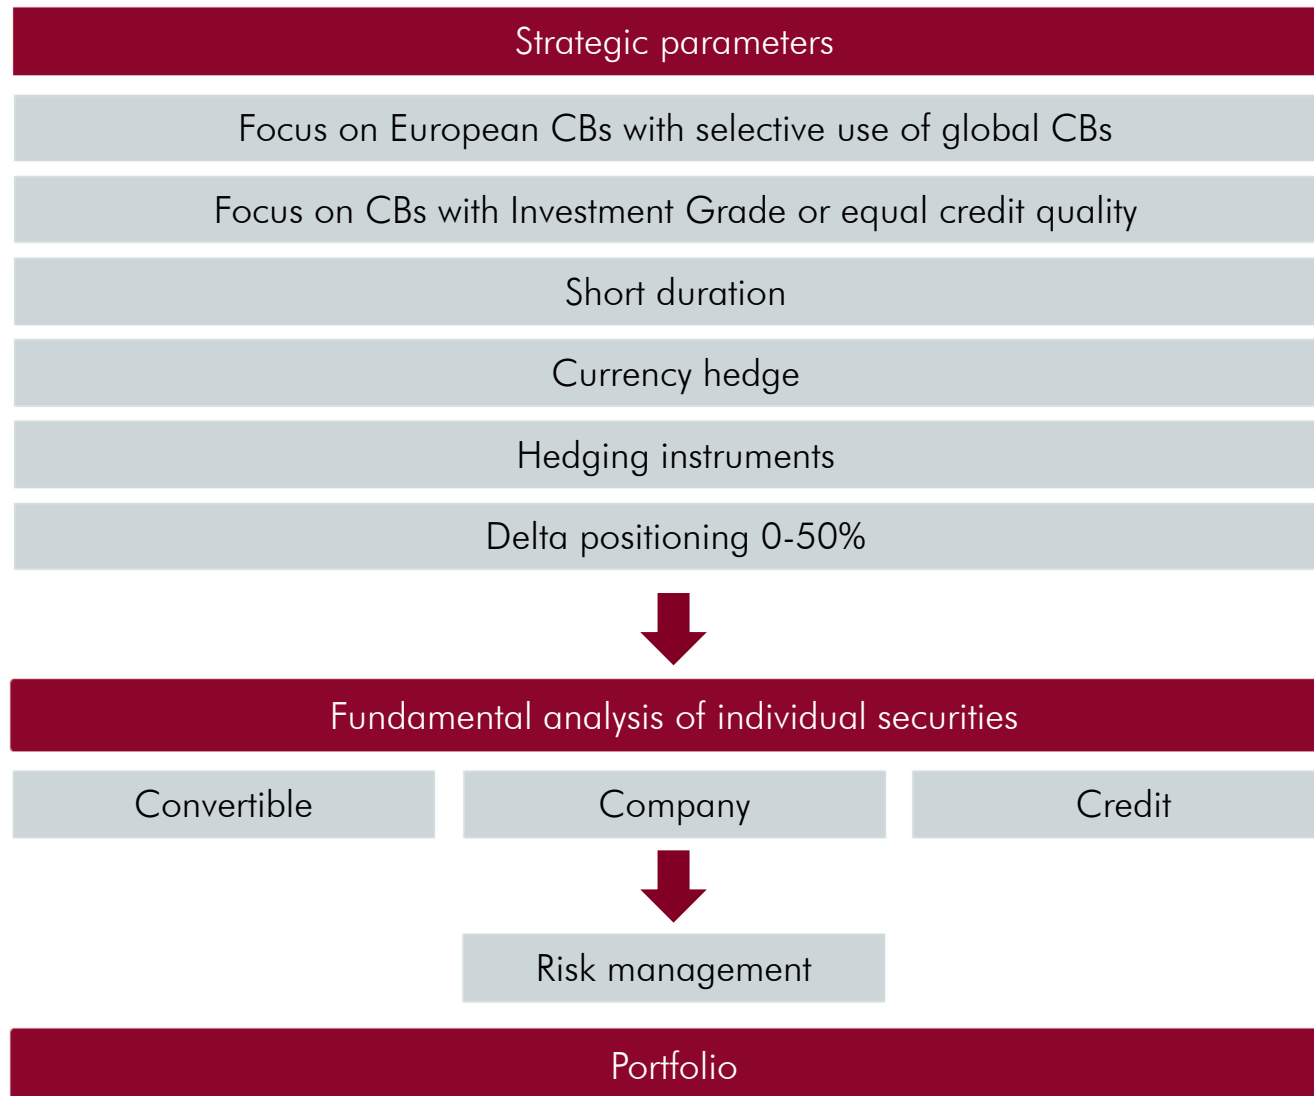 Strategic parameters
Focus on European CBs with selective use of global CBs
Focus on CBs with Investment Grade or equal credit quality
Short duration
Currency hedge
Hedging instruments
Delta positioning 0-50%
Fundamental analysis of individual securities
Convertible
Company
Credit
Risk management
Portfolio